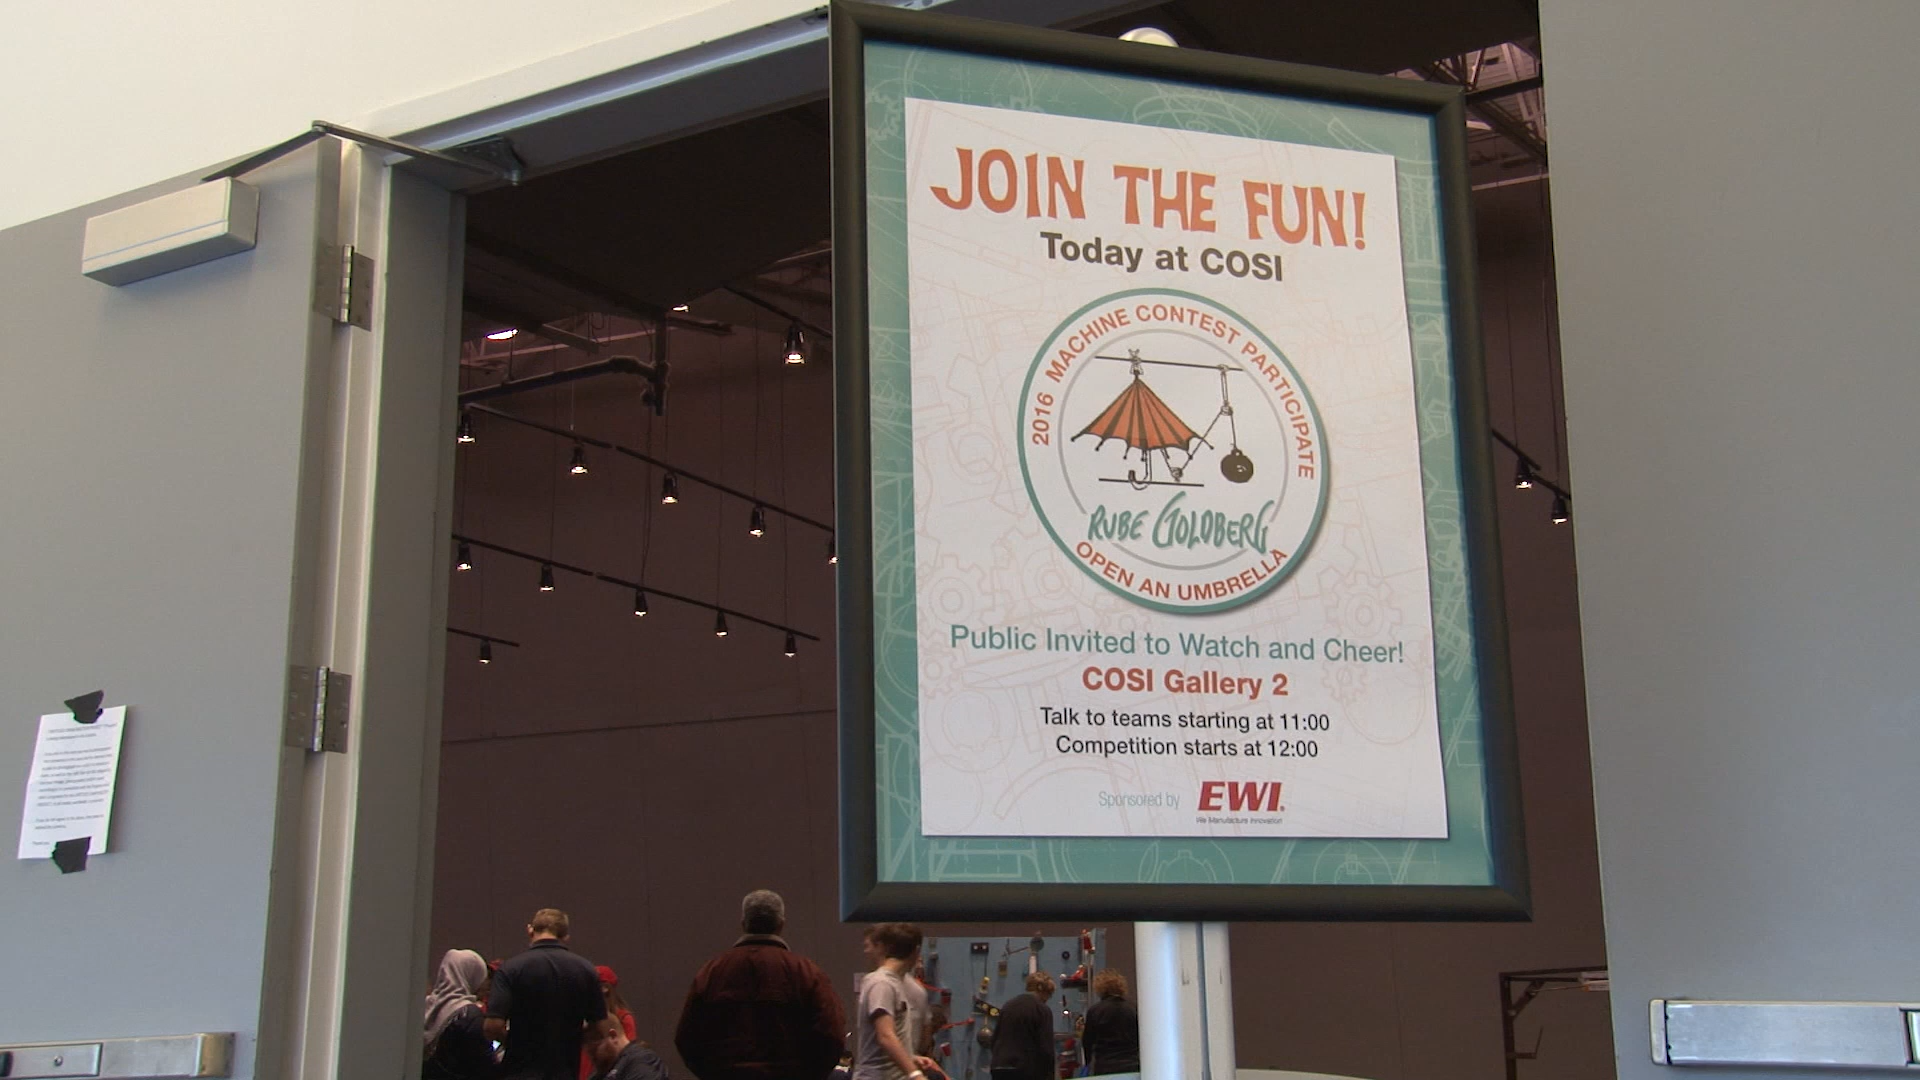 JOIN THE FUN!
Today at COSI
2016 MACHINE CONTEST PARTICIPATE
RUBE GOLDBERG
OPEN AN UMBRELLA
Public Invited to Watch and Cheer!
COSI Gallery 2
Talk to teams starting at 11:00
Competition starts at 12:00
Sponsored by EWI.
We Manufacture Innovation